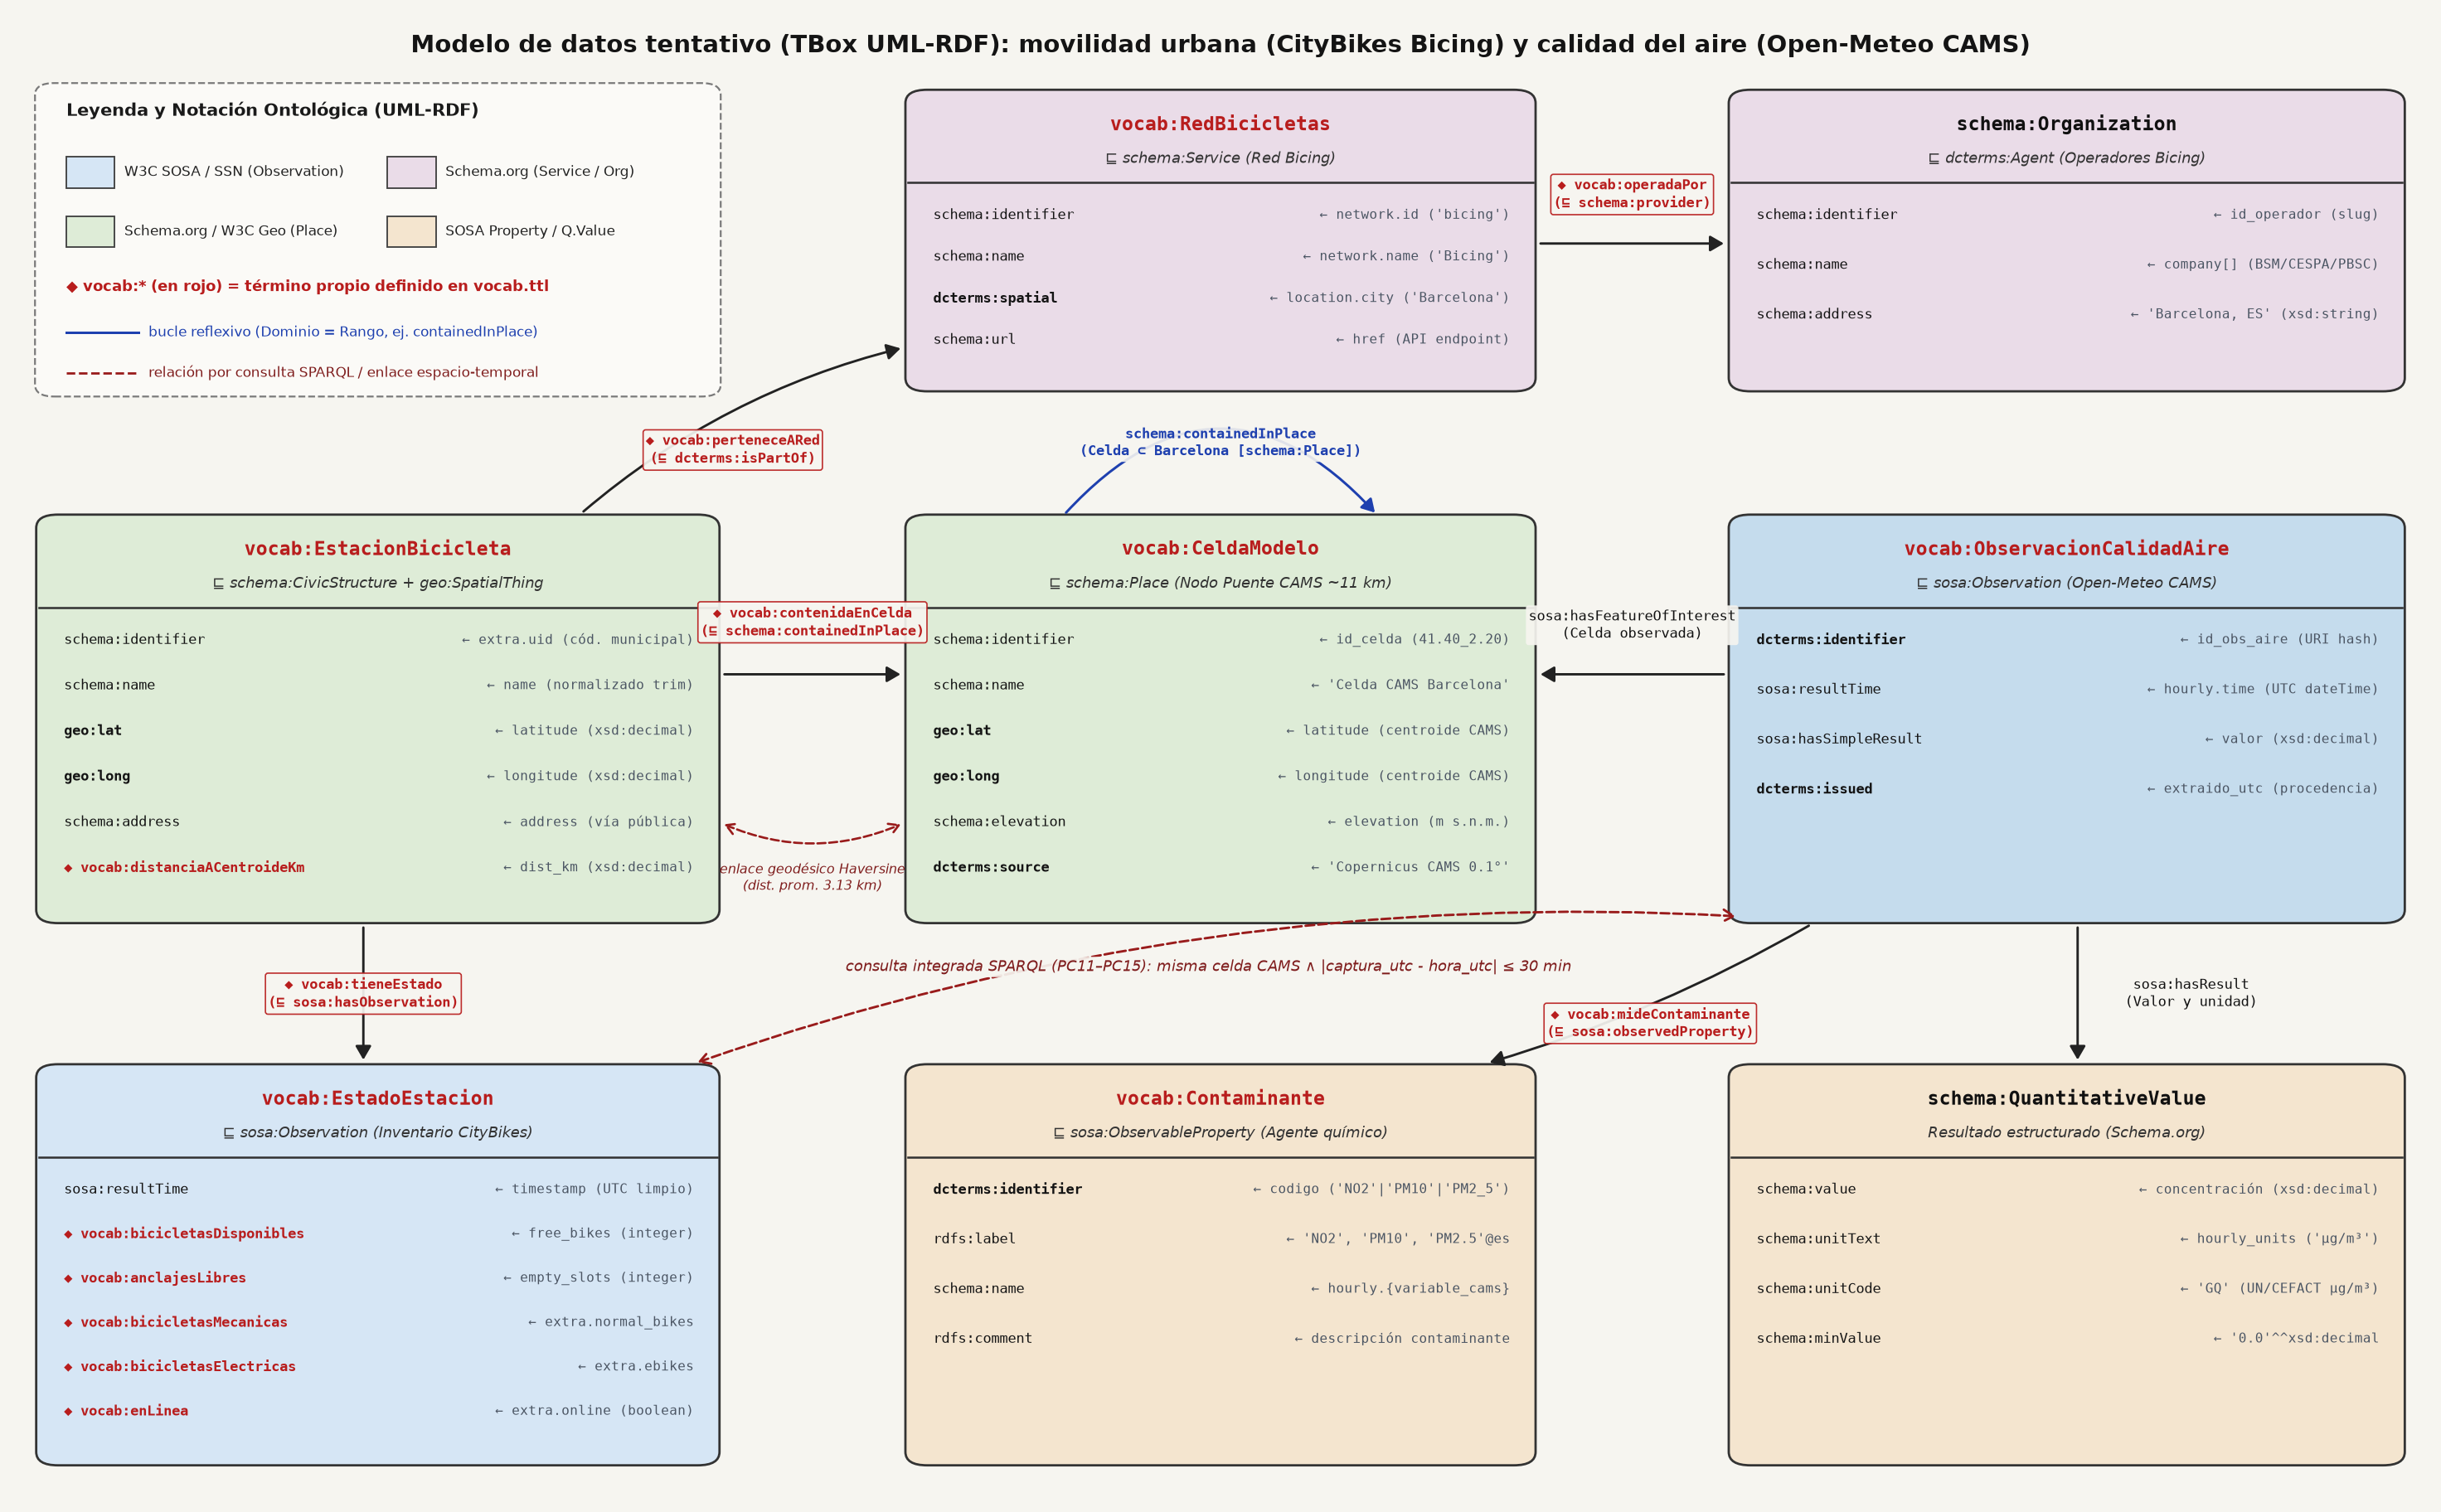 Modelo de datos tentativo (TBox UML-RDF): movilidad urbana (CityBikes Bicing) y calidad del aire (Open-Meteo CAMS)
Leyenda y Notación Ontológica (UML-RDF)
W3C SOSA / SSN (Observation)
Schema.org (Service / Org)
Schema.org / W3C Geo (Place)
SOSA Property / Q.Value
◆ vocab:* (en rojo) = término propio definido en vocab.ttl
bucle reflexivo (Dominio = Rango, ej. containedInPlace)
relación por consulta SPARQL / enlace espacio-temporal
vocab:RedBicicletas
⊑ schema:Service (Red Bicing)
schema:identifier ← network.id ('bicing')
schema:name ← network.name ('Bicing')
dcterms:spatial ← location.city ('Barcelona')
schema:url ← href (API endpoint)
◆ vocab:operadaPor
(⊑ schema:provider)
schema:Organization
⊑ dcterms:Agent (Operadores Bicing)
schema:identifier ← id_operador (slug)
schema:name ← company[] (BSM/CESPA/PBSC)
schema:address ← 'Barcelona, ES' (xsd:string)
◆ vocab:perteneceARed
(⊑ dcterms:isPartOf)
schema:containedInPlace
(Celda ⊂ Barcelona [schema:Place])
vocab:EstacionBicicleta
⊑ schema:CivicStructure + geo:SpatialThing
schema:identifier ← extra.uid (cód. municipal)
schema:name ← name (normalizado trim)
geo:lat ← latitude (xsd:decimal)
geo:long ← longitude (xsd:decimal)
schema:address ← address (vía pública)
◆ vocab:distanciaACentroideKm ← dist_km (xsd:decimal)
◆ vocab:contenidaEnCelda
(⊑ schema:containedInPlace)
enlace geodésico Haversine
(dist. prom. 3.13 km)
vocab:CeldaModelo
⊑ schema:Place (Nodo Puente CAMS ~11 km)
schema:identifier ← id_celda (41.40_2.20)
schema:name ← 'Celda CAMS Barcelona'
geo:lat ← latitude (centroide CAMS)
geo:long ← longitude (centroide CAMS)
schema:elevation ← elevation (m s.n.m.)
dcterms:source ← 'Copernicus CAMS 0.1°'
sosa:hasFeatureOfInterest
(Celda observada)
vocab:ObservacionCalidadAire
⊑ sosa:Observation (Open-Meteo CAMS)
dcterms:identifier ← id_obs_aire (URI hash)
sosa:resultTime ← hourly.time (UTC dateTime)
sosa:hasSimpleResult ← valor (xsd:decimal)
dcterms:issued ← extraido_utc (procedencia)
consulta integrada SPARQL (PC11–PC15): misma celda CAMS ∧ |captura_utc - hora_utc| ≤ 30 min
◆ vocab:tieneEstado
(⊑ sosa:hasObservation)
◆ vocab:mideContaminante
(⊑ sosa:observedProperty)
sosa:hasResult
(Valor y unidad)
vocab:EstadoEstacion
⊑ sosa:Observation (Inventario CityBikes)
sosa:resultTime ← timestamp (UTC limpio)
◆ vocab:bicicletasDisponibles ← free_bikes (integer)
◆ vocab:anclajesLibres ← empty_slots (integer)
◆ vocab:bicicletasMecanicas ← extra.normal_bikes
◆ vocab:bicicletasElectricas ← extra.ebikes
◆ vocab:enLinea ← extra.online (boolean)
vocab:Contaminante
⊑ sosa:ObservableProperty (Agente químico)
dcterms:identifier ← codigo ('NO2'|'PM10'|'PM2_5')
rdfs:label ← 'NO2', 'PM10', 'PM2.5'@es
schema:name ← hourly.{variable_cams}
rdfs:comment ← descripción contaminante
schema:QuantitativeValue
Resultado estructurado (Schema.org)
schema:value ← concentración (xsd:decimal)
schema:unitText ← hourly_units ('µg/m³')
schema:unitCode ← 'GQ' (UN/CEFACT µg/m³)
schema:minValue ← '0.0'^^xsd:decimal